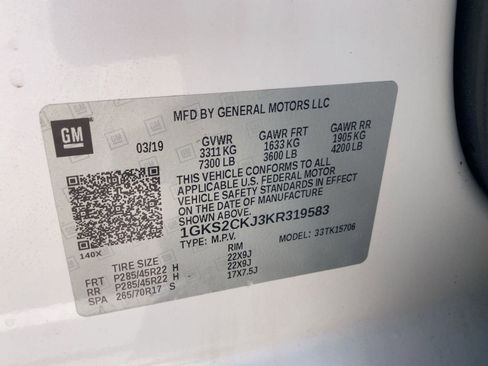 MFD BY GENERAL MOTORS LLC
GM
03/19 GVWR GAWR FRT GAWR RR
3311 KG 1633 KG 1905 KG
7300 LB 3600 LB 4200 LB
THIS VEHICLE CONFORMS TO ALL
APPLICABLE U.S. FEDERAL MOTOR
VEHICLE SAFETY STANDARDS IN EFFECT
ON THE DATE OF MANUFACTURE
SHOWN ABOVE.
1GKS2CKJ3KR319583
TYPE: M.P.V. MODEL: 33TK15706
140X
TIRE SIZE RIM
FRT P285/45R22 H 22X9J
RR P285/45R22 H 22X9J
SPA 265/70R17 S 17X7.5J